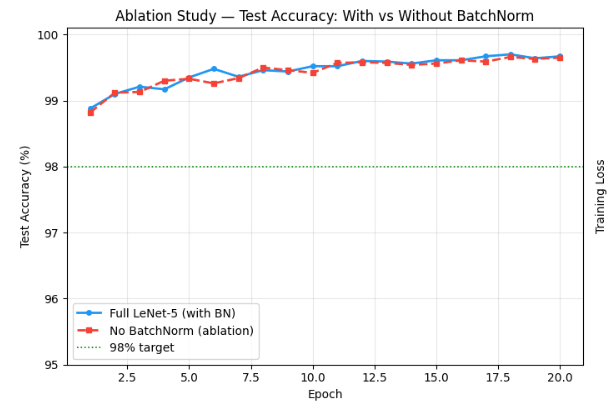 Ablation Study — Test Accuracy: With vs Without BatchNorm
100
99
98
97
96
95
Test Accuracy (%)
Training Loss
Full LeNet-5 (with BN)
No BatchNorm (ablation)
98% target
2.5 5.0 7.5 10.0 12.5 15.0 17.5 20.0
Epoch